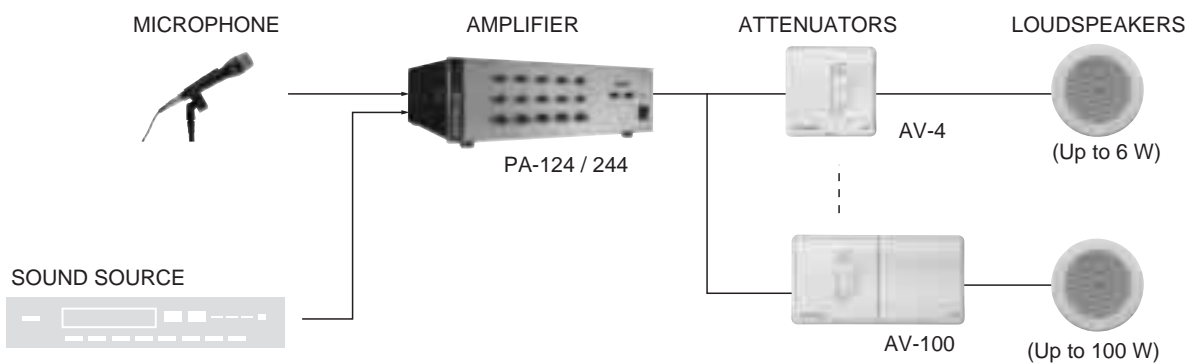 MICROPHONE
AMPLIFIER
ATTENUATORS
LOUDSPEAKERS
AV-4
(Up to 6 W)
PA-124 / 244
SOUND SOURCE
AV-100
(Up to 100 W)